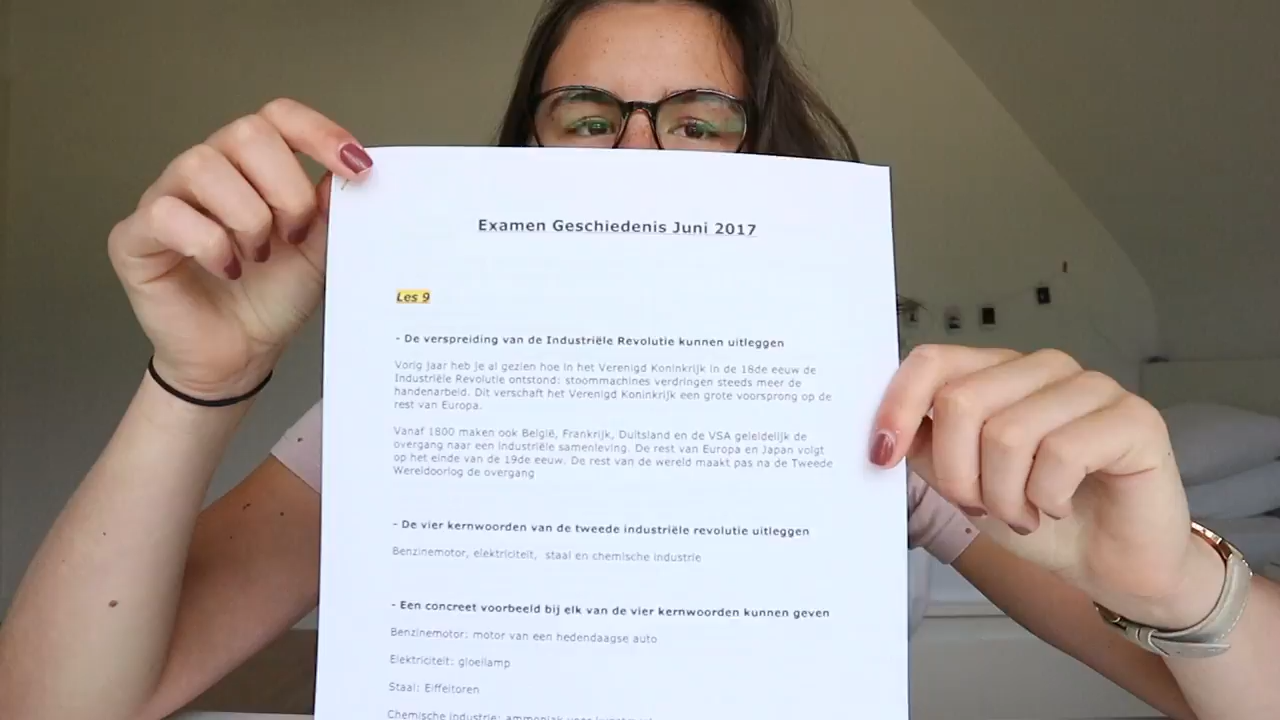 Examen Geschiedenis Juni 2017
Les 9
- De verspreiding van de Industriële Revolutie kunnen uitleggen
Vorig jaar heb je al gezien hoe in het Verenigd Koninkrijk in de 18de eeuw de
Industriële Revolutie ontstond: stoommachines verdringen steeds meer de
handenarbeid. Dit verschaft het Verenigd Koninkrijk een grote voorsprong op de
rest van Europa.
Vanaf 1800 maken ook België, Frankrijk, Duitsland en de VSA geleidelijk de
overgang naar een industriële samenleving. De rest van Europa en Japan volgt
op het einde van de 19de eeuw. De rest van de wereld maakt pas na de Tweede
Wereldoorlog de overgang
- De vier kernwoorden van de tweede industriële revolutie uitleggen
Benzinemotor, elektriciteit, staal en chemische industrie
- Een concreet voorbeeld bij elk van de vier kernwoorden kunnen geven
Benzinemotor: motor van een hedendaagse auto
Elektriciteit: gloeilamp
Staal: Eiffeltoren
Chemische industrie: ammoniak voor